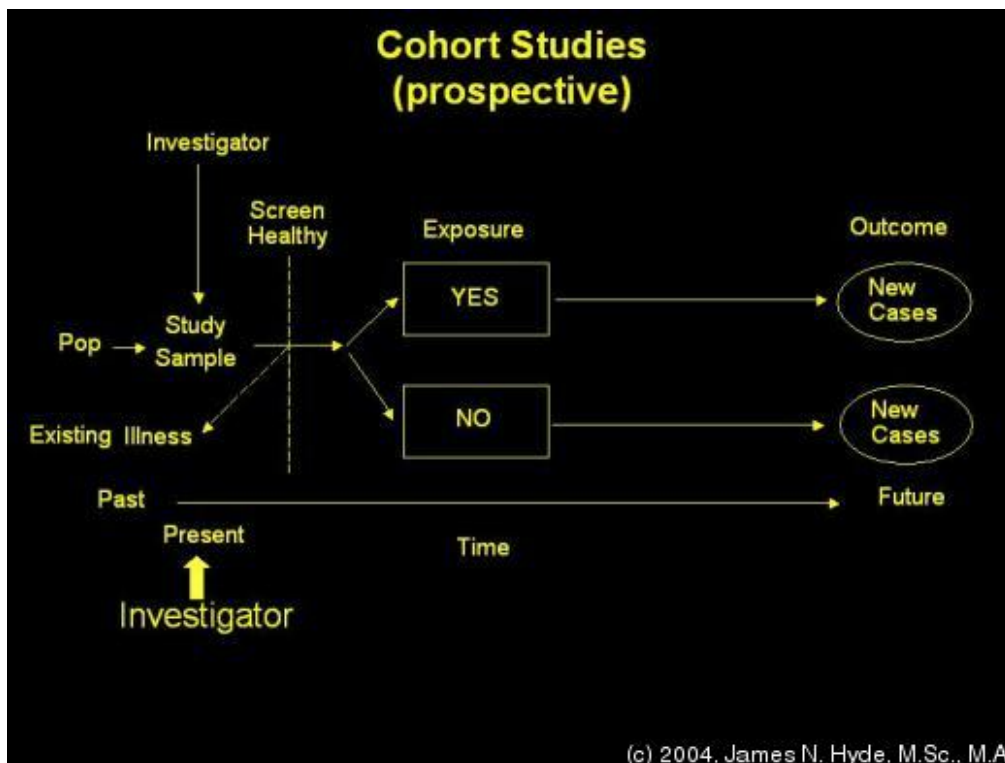 Cohort Studies
(prospective)
Investigator
Screen
Healthy
Exposure
Outcome
YES
New
Cases
Pop
Study
Sample
Existing Illness
NO
New
Cases
Past
Future
Present
Time
Investigator
(c) 2004, James N. Hyde, M.Sc., M.A